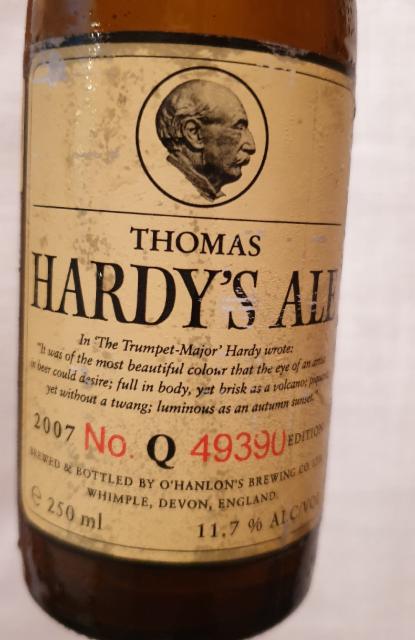 THOMAS
HARDY'S ALE
In 'The Trumpet-Major' Hardy wrote:
"It was of the most beautiful colour that the eye of an artist
in beer could desire; full in body, yet brisk as a volcano; piquant,
yet without a twang; luminous as an autumn sunset."
2007 No. Q 49390 EDITION
BREWED & BOTTLED BY O'HANLON'S BREWING CO.
WHIMPLE, DEVON, ENGLAND.
℮ 250 ml 11.7 % ALC/VOL